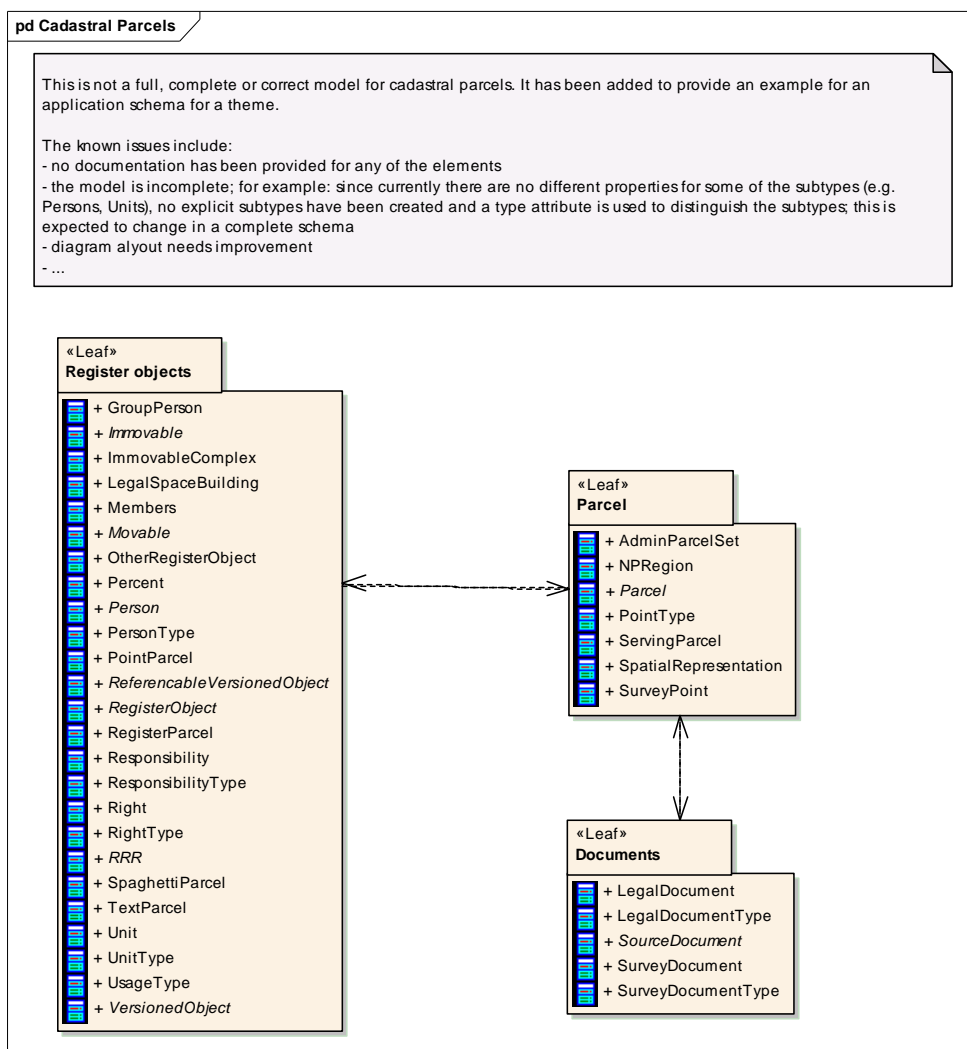 pd Cadastral Parcels
This is not a full, complete or correct model for cadastral parcels. It has been added to provide an example for an
application schema for a theme.
The known issues include:
- no documentation has been provided for any of the elements
- the model is incomplete; for example: since currently there are no different properties for some of the subtypes (e.g.
Persons, Units), no explicit subtypes have been created and a type attribute is used to distinguish the subtypes; this is
expected to change in a complete schema
- diagram alyout needs improvement
- ...
«Leaf»
Register objects
+ GroupPerson
+ Immovable
+ ImmovableComplex
+ LegalSpaceBuilding
+ Members
+ Movable
+ OtherRegisterObject
+ Percent
+ Person
+ PersonType
+ PointParcel
+ ReferencableVersionedObject
+ RegisterObject
+ RegisterParcel
+ Responsibility
+ ResponsibilityType
+ Right
+ RightType
+ RRR
+ SpaghettiParcel
+ TextParcel
+ Unit
+ UnitType
+ UsageType
+ VersionedObject
«Leaf»
Parcel
+ AdminParcelSet
+ NPRegion
+ Parcel
+ PointType
+ ServingParcel
+ SpatialRepresentation
+ SurveyPoint
«Leaf»
Documents
+ LegalDocument
+ LegalDocumentType
+ SourceDocument
+ SurveyDocument
+ SurveyDocumentType